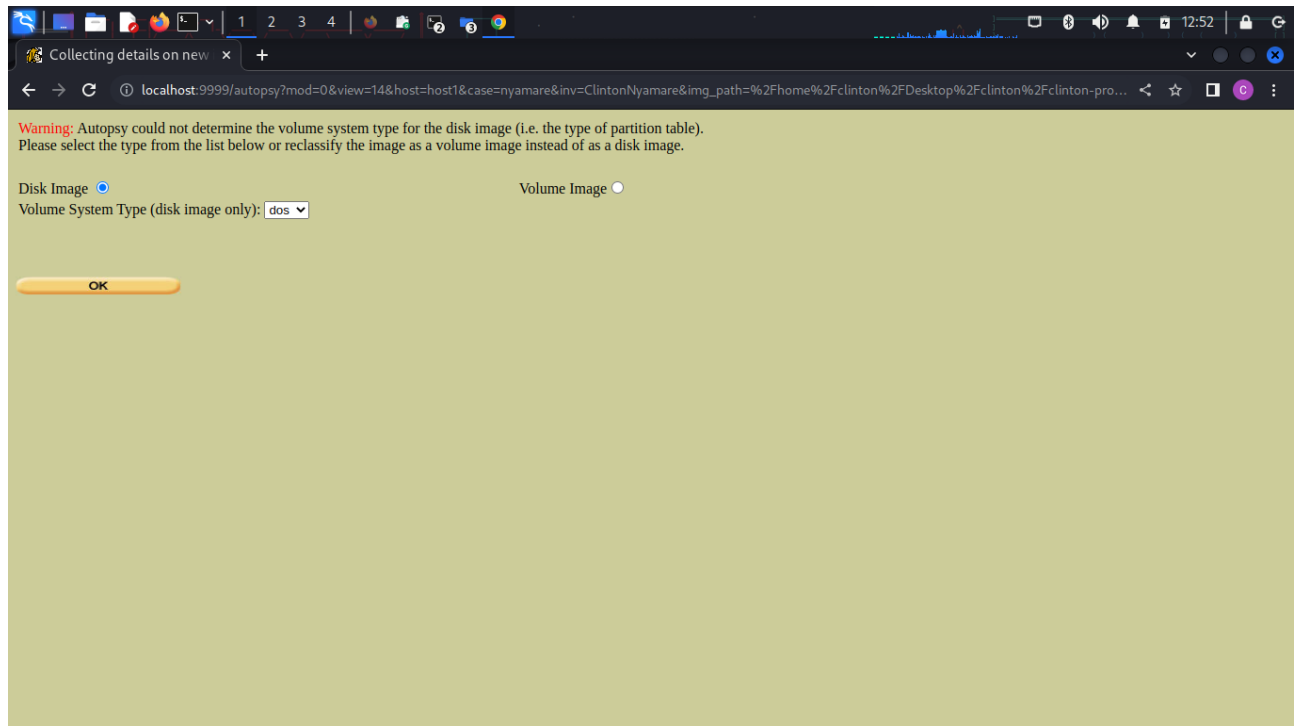 1 2 3 4 2 3 12:52
Collecting details on new
localhost:9999/autopsy?mod=0&view=14&host=host1&case=nyamare&inv=ClintonNyamare&img_path=%2Fhome%2Fclinton%2FDesktop%2Fclinton%2Fclinton-pro... C
Warning: Autopsy could not determine the volume system type for the disk image (i.e. the type of partition table).
Please select the type from the list below or reclassify the image as a volume image instead of as a disk image.
Disk Image Volume Image
Volume System Type (disk image only): dos
OK